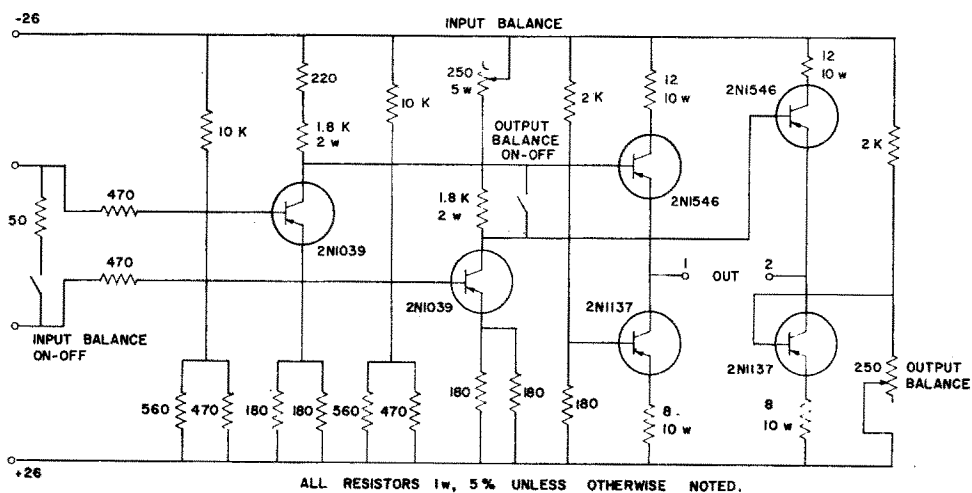 -26
INPUT BALANCE
220
250
5 w
12
10 w
12
10 w
2N1546
10 K
10 K
2 K
1.8 K
2 w
OUTPUT
BALANCE
ON-OFF
2 K
50
470
2N1039
1.8 K
2 w
2N1546
470
2N1039
1
OUT
2
2N1137
INPUT BALANCE
ON-OFF
2N1137
250
OUTPUT
BALANCE
560
470
180
180
560
470
180
180
180
8
10 w
8
10 w
+26
ALL RESISTORS 1w, 5% UNLESS OTHERWISE NOTED.